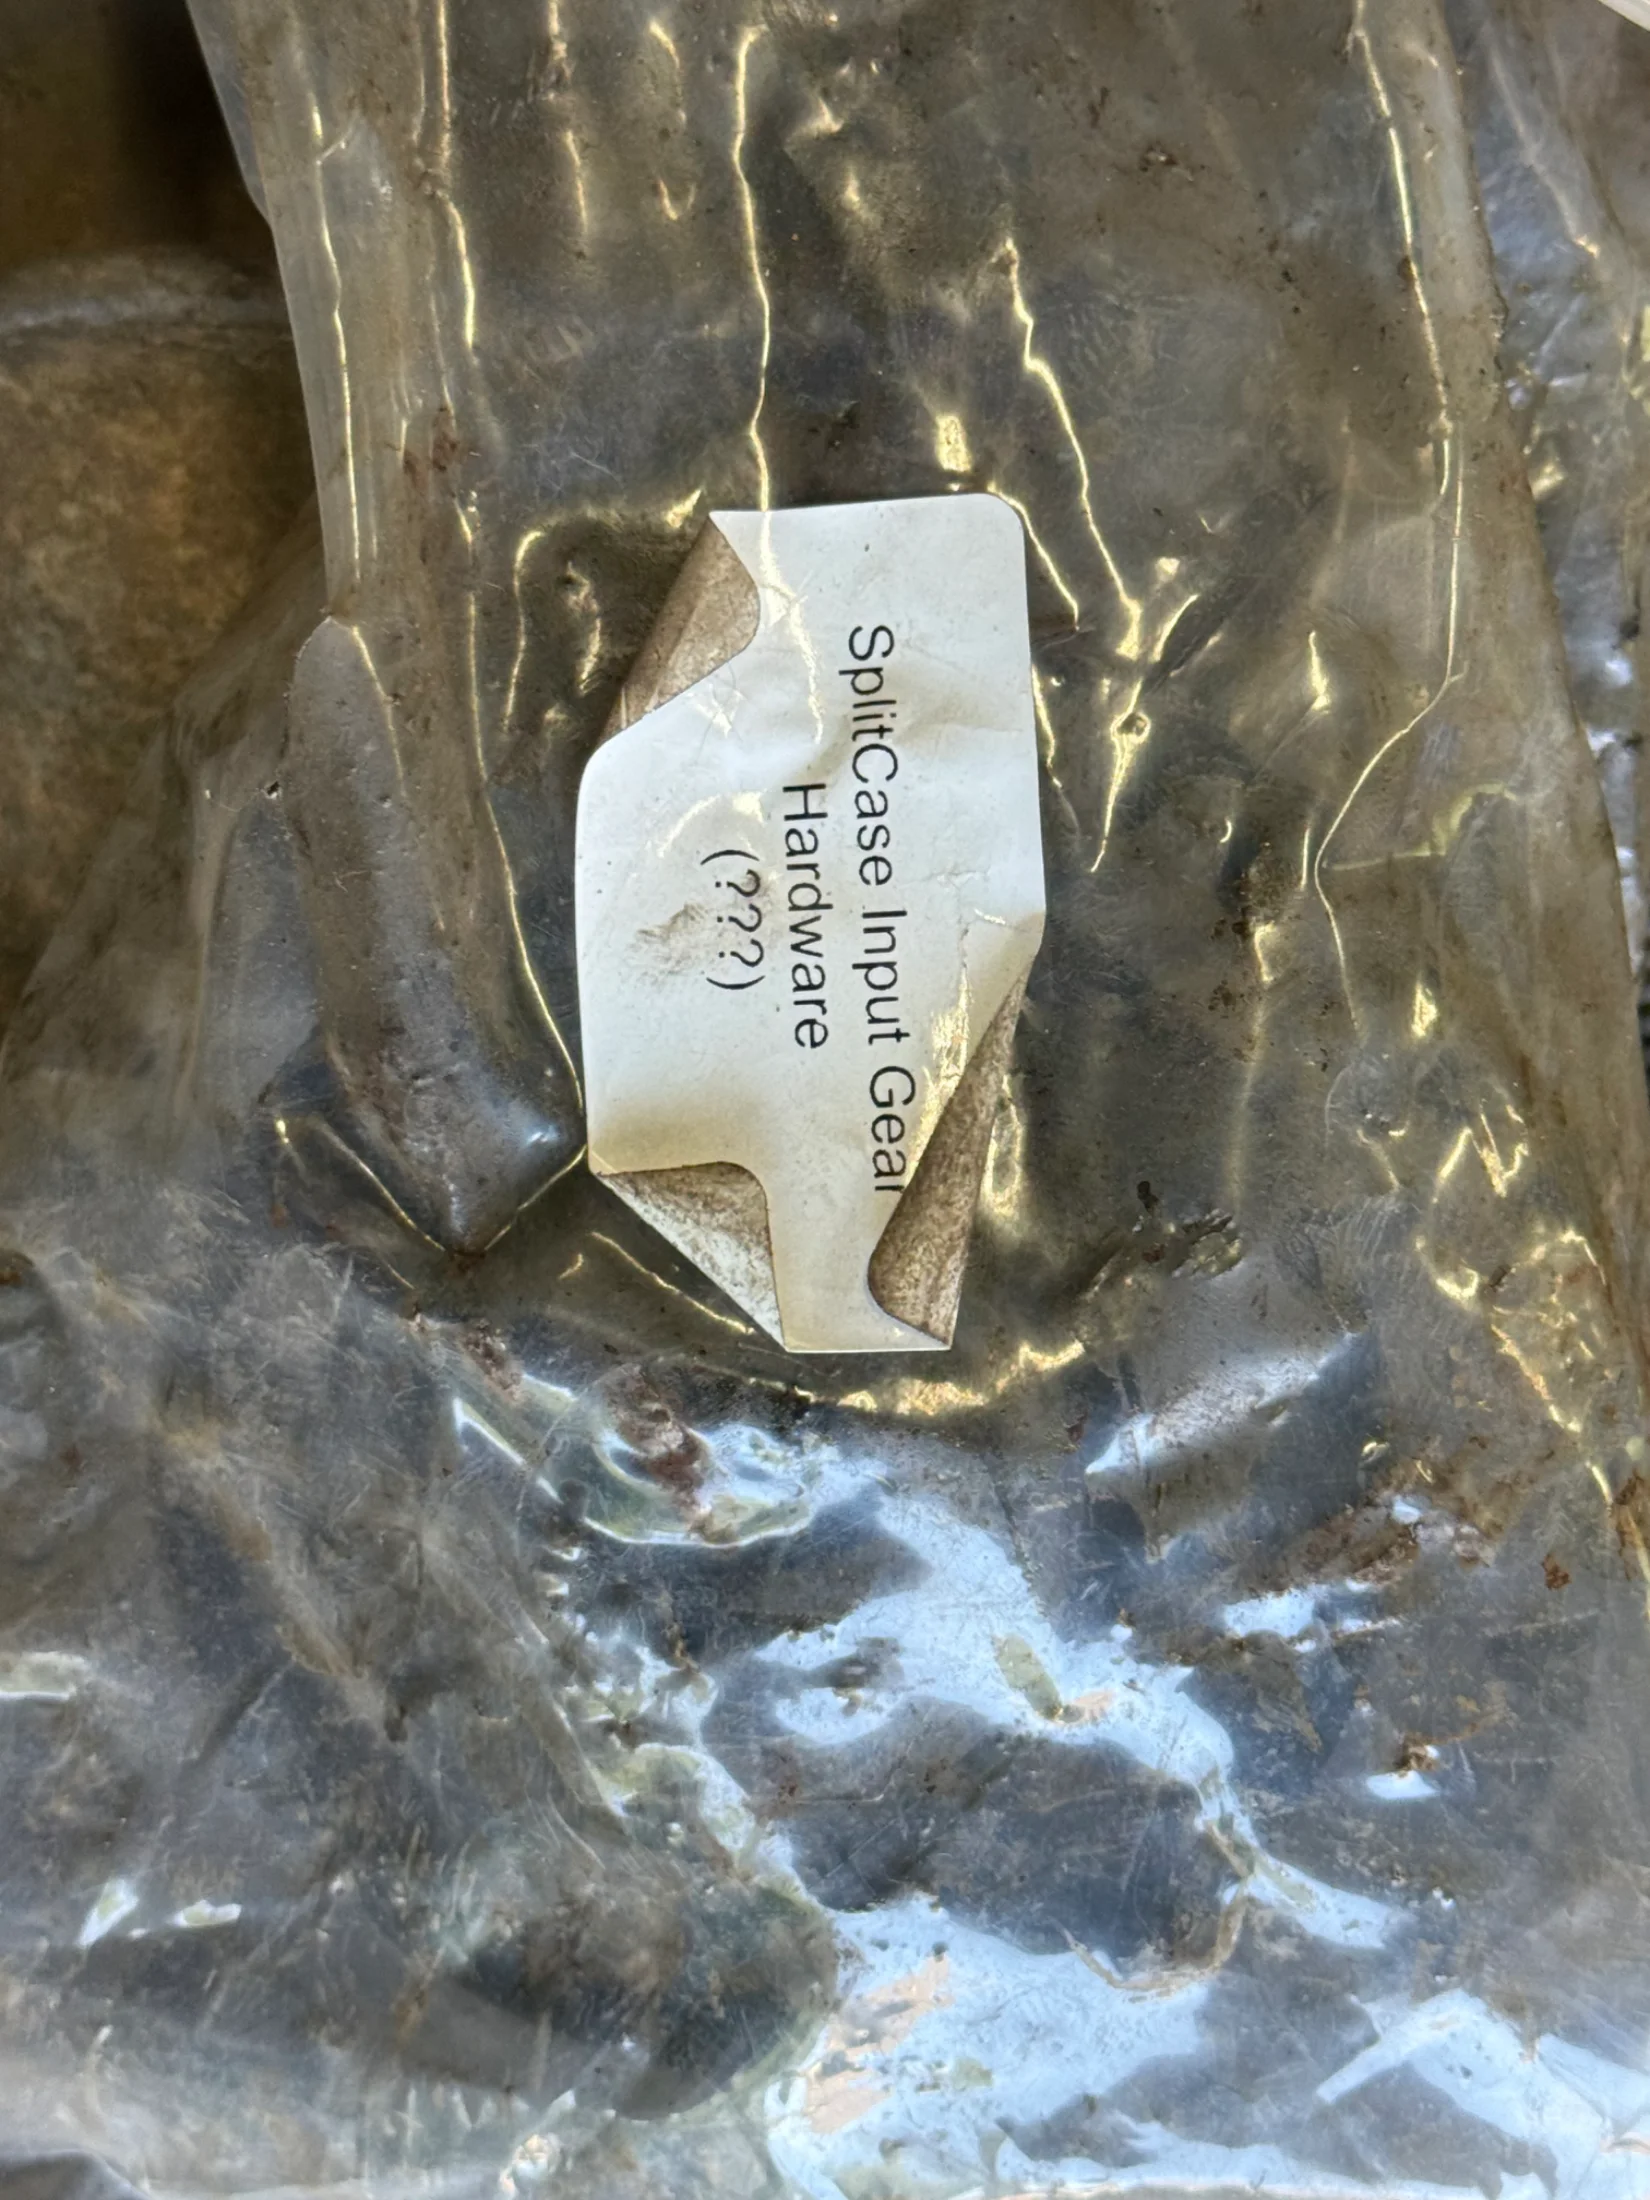 SplitCase Input Gear
Hardware
(???)